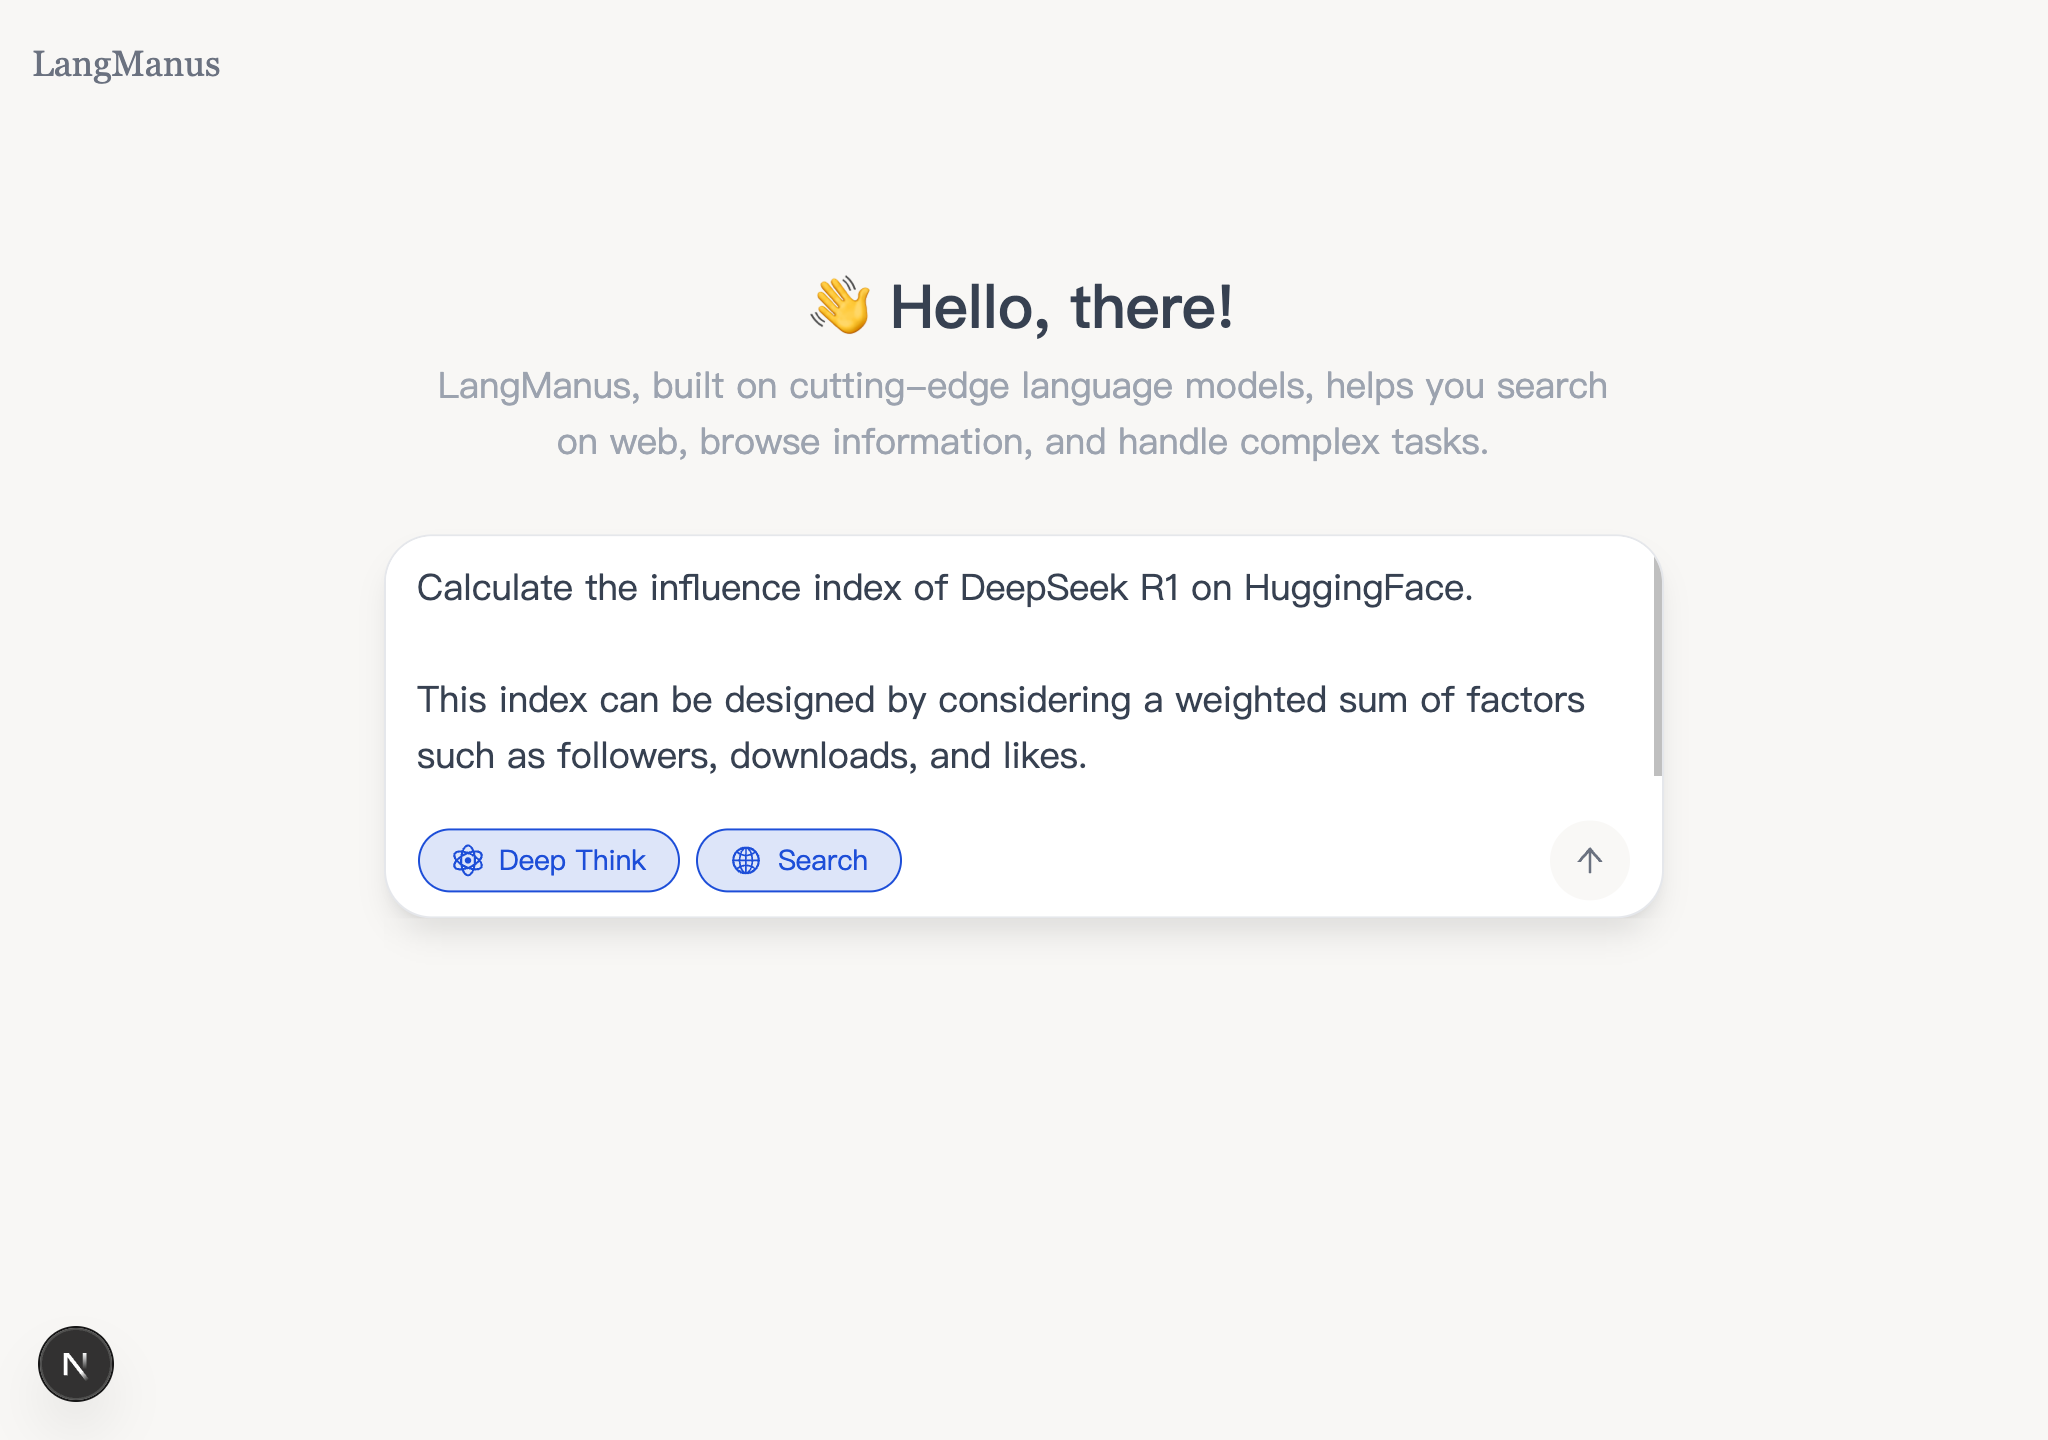 LangManus
👋 Hello, there!
LangManus, built on cutting-edge language models, helps you search
on web, browse information, and handle complex tasks.
Calculate the influence index of DeepSeek R1 on HuggingFace.
This index can be designed by considering a weighted sum of factors
such as followers, downloads, and likes.
Deep Think
Search
N